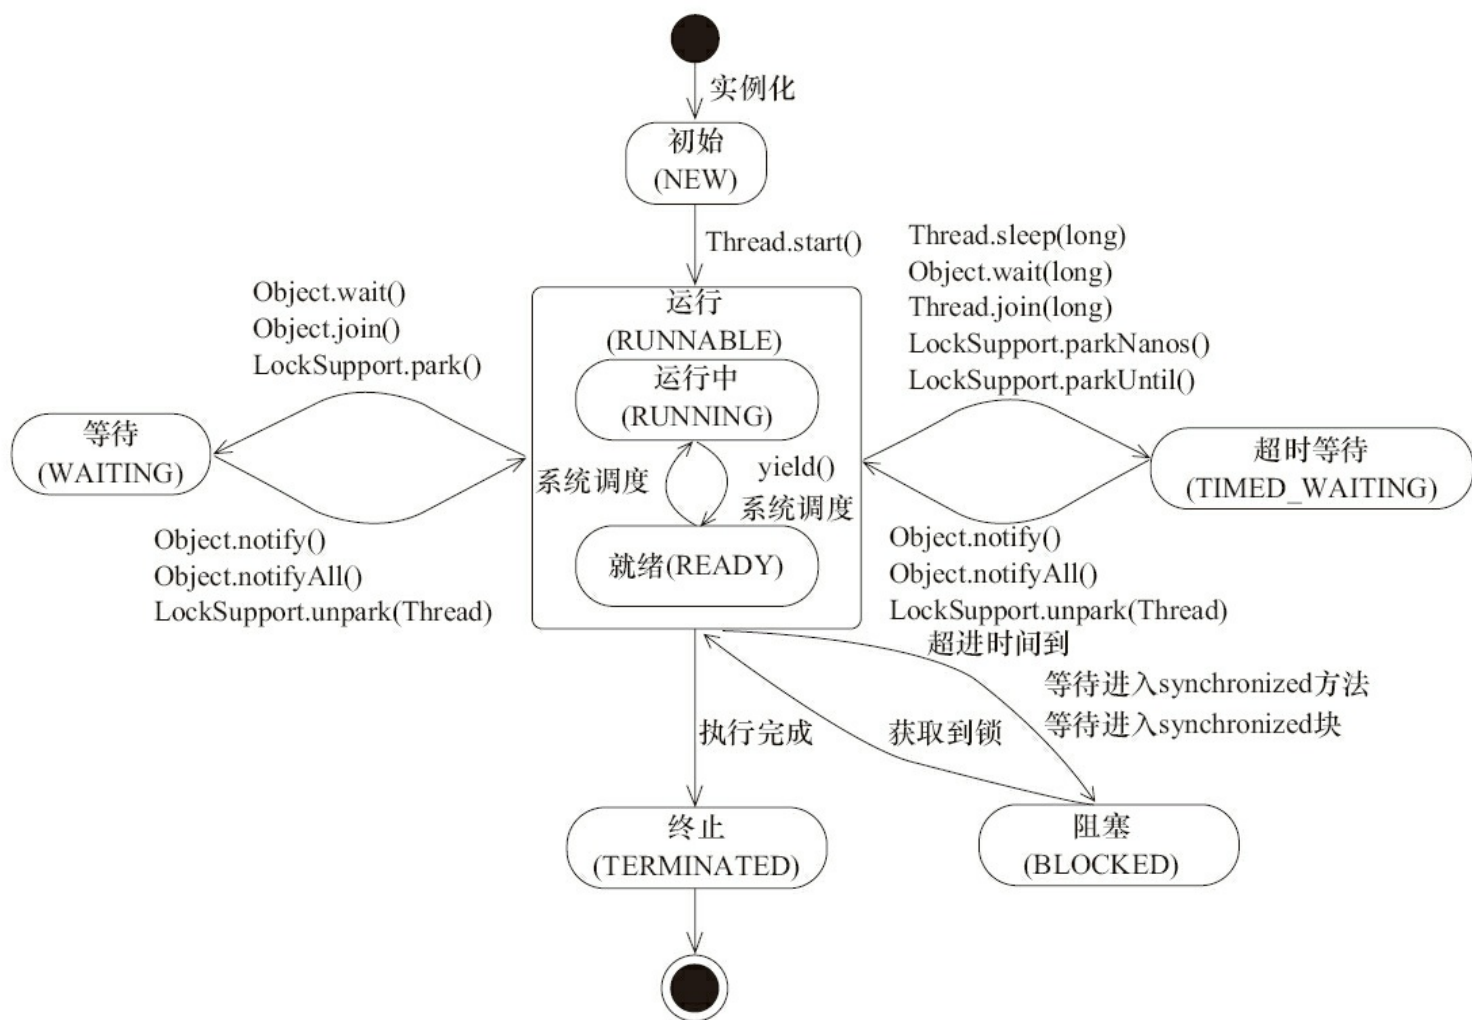 实例化
初始
(NEW)
Thread.start()
Object.wait()
Object.join()
LockSupport.park()
Thread.sleep(long)
Object.wait(long)
Thread.join(long)
LockSupport.parkNanos()
LockSupport.parkUntil()
运行
(RUNNABLE)
运行中
(RUNNING)
系统调度
yield()
系统调度
就绪(READY)
等待
(WAITING)
超时等待
(TIMED_WAITING)
Object.notify()
Object.notifyAll()
LockSupport.unpark(Thread)
Object.notify()
Object.notifyAll()
LockSupport.unpark(Thread)
超进时间到
等待进入synchronized方法
等待进入synchronized块
获取到锁
执行完成
终止
(TERMINATED)
阻塞
(BLOCKED)